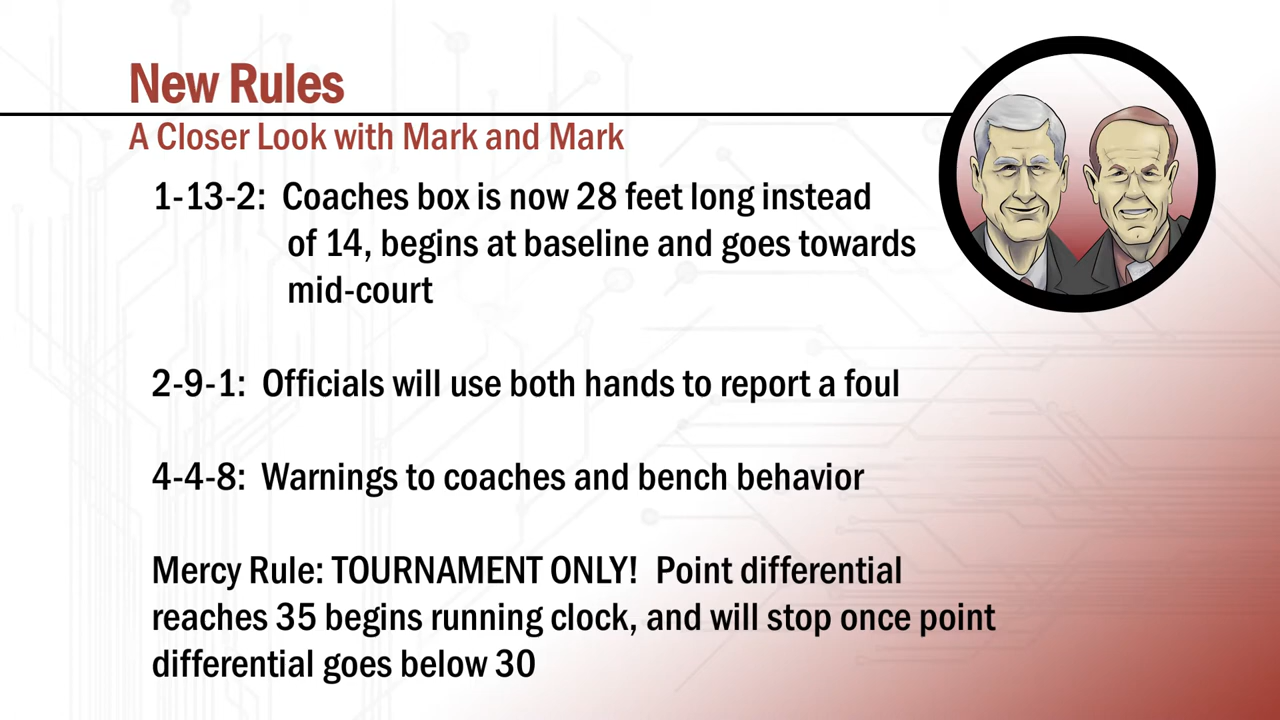 New Rules
A Closer Look with Mark and Mark
1-13-2: Coaches box is now 28 feet long instead
of 14, begins at baseline and goes towards
mid-court
2-9-1: Officials will use both hands to report a foul
4-4-8: Warnings to coaches and bench behavior
Mercy Rule: TOURNAMENT ONLY! Point differential
reaches 35 begins running clock, and will stop once point
differential goes below 30